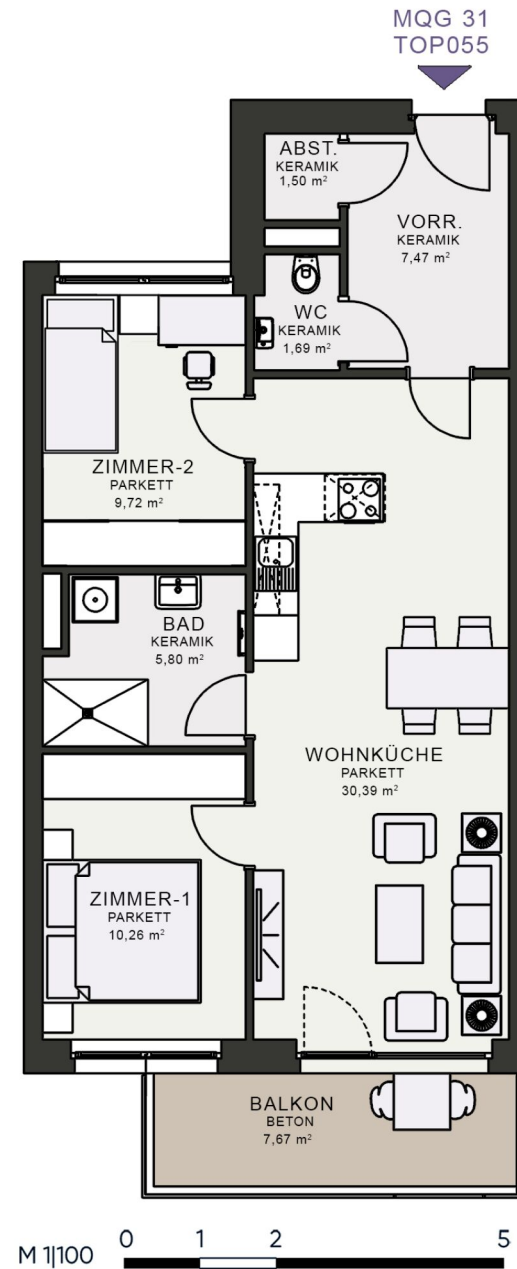 MQG 31
TOP055
ABST.
KERAMIK
1,50 m²
VORR.
KERAMIK
7,47 m²
WC
KERAMIK
1,69 m²
ZIMMER-2
PARKETT
9,72 m²
BAD
KERAMIK
5,80 m²
WOHNKÜCHE
PARKETT
30,39 m²
ZIMMER-1
PARKETT
10,26 m²
BALKON
BETON
7,67 m²
M 1|100 0 1 2 5